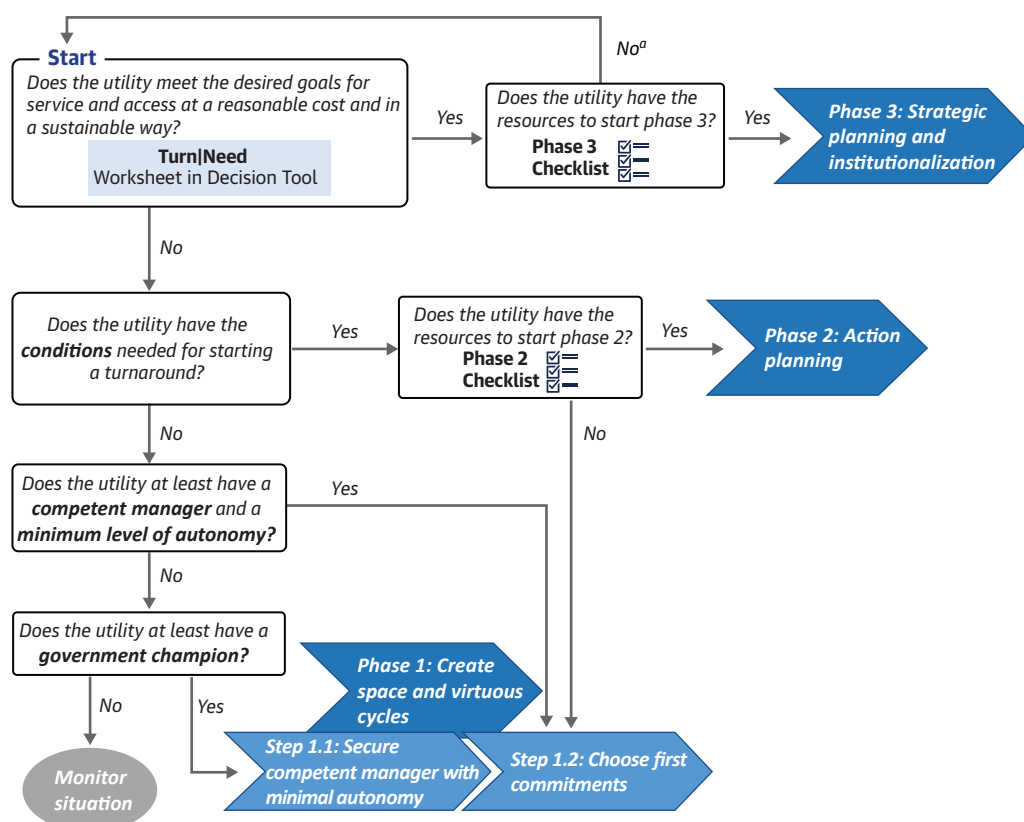 Start
Does the utility meet the desired goals for
service and access at a reasonable cost and in
a sustainable way?
Turn|Need
Worksheet in Decision Tool
Yes
Noᵃ
Does the utility have the
resources to start phase 3?
Phase 3
Checklist
Yes
Phase 3: Strategic
planning and
institutionalization
No
Does the utility have the
conditions needed for starting
a turnaround?
Yes
Does the utility have the
resources to start phase 2?
Phase 2
Checklist
Yes
Phase 2: Action
planning
No
No
Does the utility at least have a
competent manager and a
minimum level of autonomy?
Yes
No
Does the utility at least have a
government champion?
No
Yes
Monitor
situation
Phase 1: Create
space and virtuous
cycles
Step 1.1: Secure
competent manager with
minimal autonomy
Step 1.2: Choose first
commitments